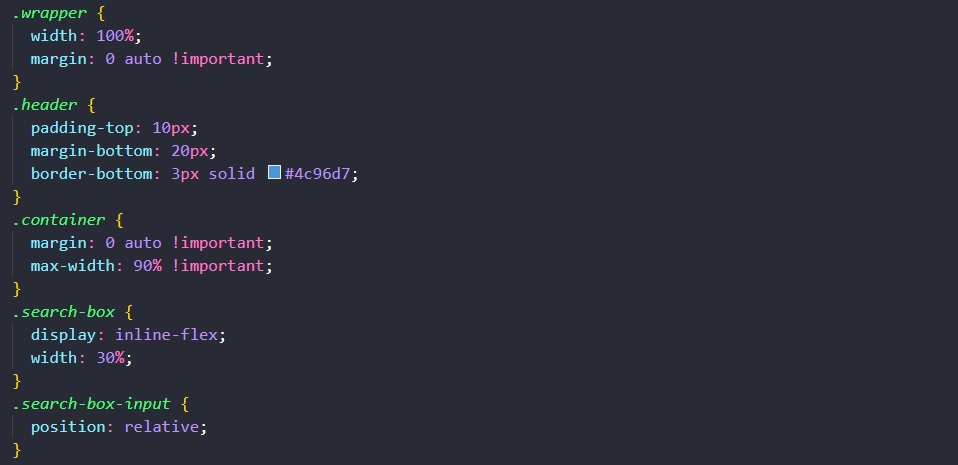 .wrapper {
  width: 100%;
  margin: 0 auto !important;
}
.header {
  padding-top: 10px;
  margin-bottom: 20px;
  border-bottom: 3px solid #4c96d7;
}
.container {
  margin: 0 auto !important;
  max-width: 90% !important;
}
.search-box {
  display: inline-flex;
  width: 30%;
}
.search-box-input {
  position: relative;
}